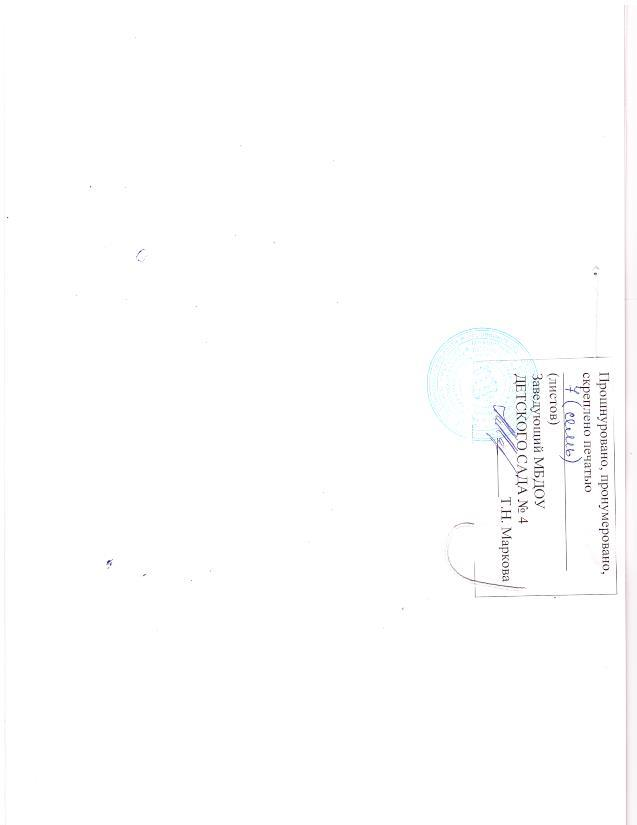 Прошнуровано, пронумеровано,
скреплено печатью
7 (семь)
(листов)
Заведующий МБДОУ
ДЕТСКОГО САДА № 4
Т.Н. Маркова